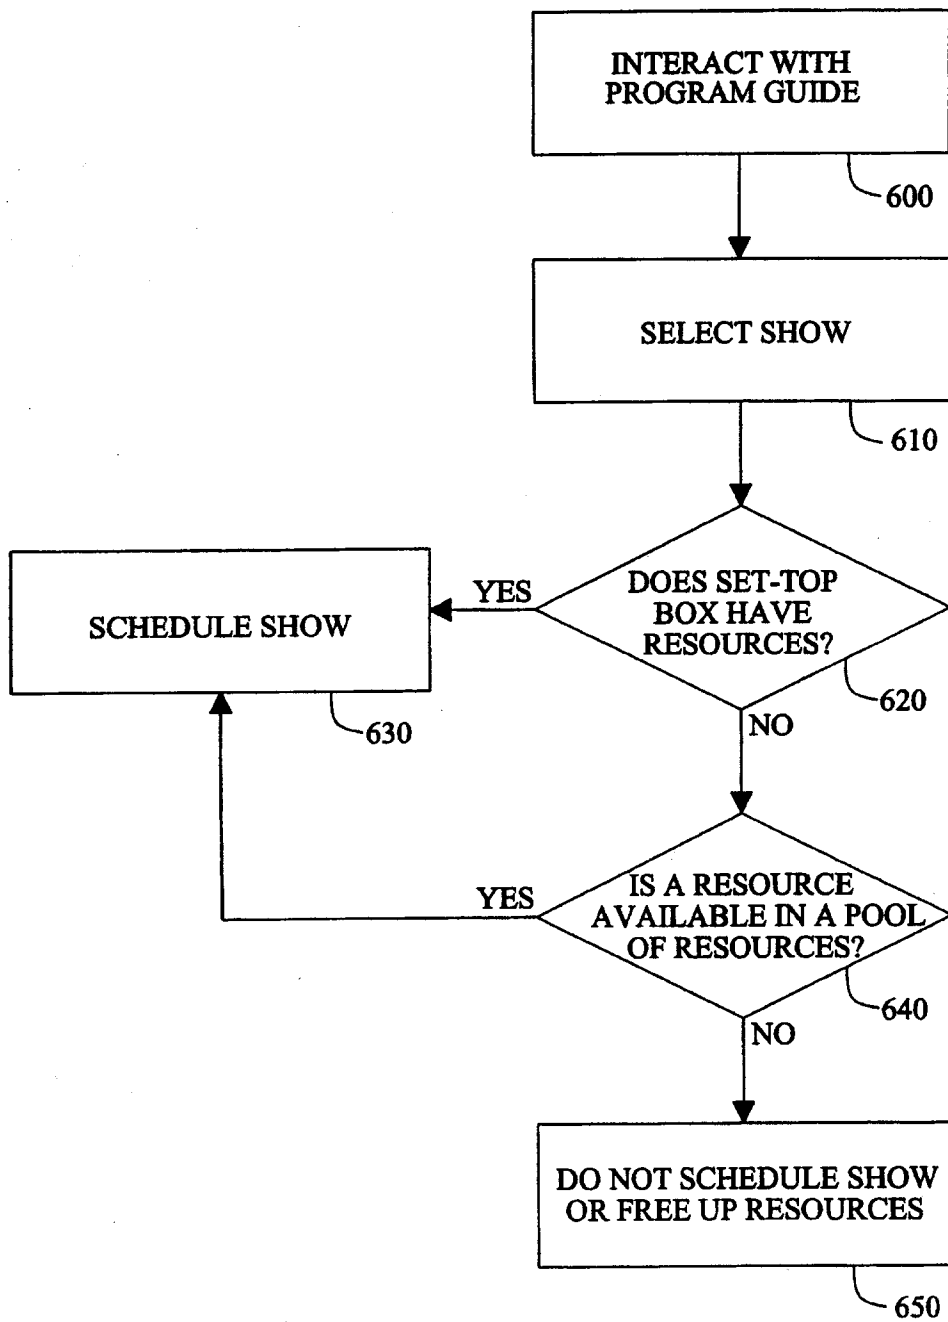 INTERACT WITH
PROGRAM GUIDE
600
SELECT SHOW
610
DOES SET-TOP
BOX HAVE
RESOURCES?
620
YES
SCHEDULE SHOW
630
NO
IS A RESOURCE
AVAILABLE IN A POOL
OF RESOURCES?
640
YES
NO
DO NOT SCHEDULE SHOW
OR FREE UP RESOURCES
650